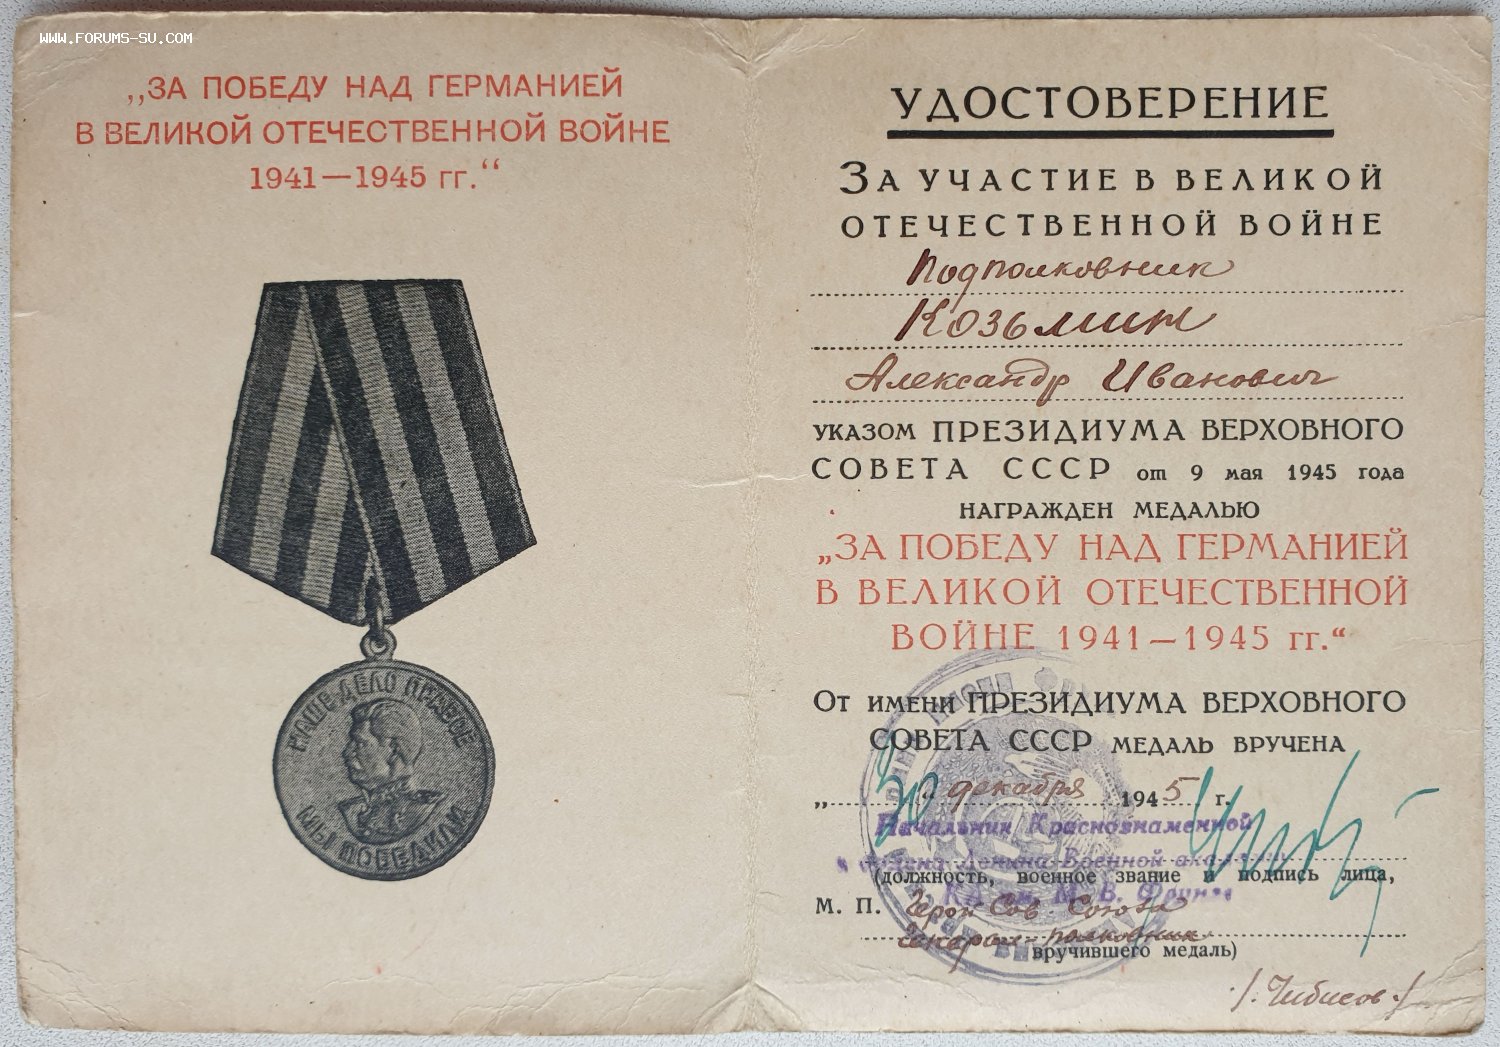 WWW.FORUMS-SU.COM
„ЗА ПОБЕДУ НАД ГЕРМАНИЕЙ
В ВЕЛИКОЙ ОТЕЧЕСТВЕННОЙ ВОЙНЕ
1941—1945 гг.“
НАШЕ ДЕЛО ПРАВОЕ
МЫ ПОБЕДИЛИ
УДОСТОВЕРЕНИЕ
ЗА УЧАСТИЕ В ВЕЛИКОЙ
ОТЕЧЕСТВЕННОЙ ВОЙНЕ
Подполковник
Козьмин
Александр Иванович
УКАЗОМ ПРЕЗИДИУМА ВЕРХОВНОГО
СОВЕТА СССР от 9 мая 1945 года
НАГРАЖДЕН МЕДАЛЬЮ
„ЗА ПОБЕДУ НАД ГЕРМАНИЕЙ
В ВЕЛИКОЙ ОТЕЧЕСТВЕННОЙ
ВОЙНЕ 1941—1945 гг.“
От имени ПРЕЗИДИУМА ВЕРХОВНОГО
СОВЕТА СССР МЕДАЛЬ ВРУЧЕНА
„30“ декабря 1945 г.
Начальник Краснознаменной
и ордена Ленина Военной академии
(должность, военное звание и подпись лица,
КА им. М. В. Фрунзе
М. П. Герой Сов Союза
Генерал-полковник
вручившего медаль)
/.Чибисов./